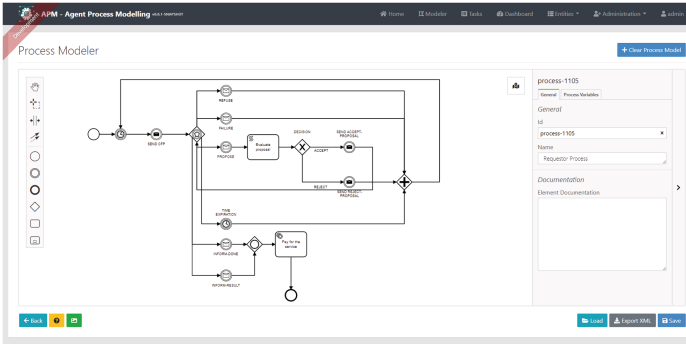 Development
APM - Agent Process Modelling
Home
Modeler
Tasks
Dashboard
Entities
Administration
admin
Process Modeler
+ Clear Process Model
process-1105
General
Process Variables
General
Id
process-1105
Name
Requestor Process
Documentation
Element Documentation
REFUSE
FAILURE
SEND CFP
PROPOSE
Evaluate
proposal
DECISION
ACCEPT
SEND ACCEPT-
PROPOSAL
REJECT
SEND REJECT-
PROPOSAL
TIME
EXPIRATION
INFORM-DONE
Pay for the
service
INFORM-RESULT
Back
Load
Export XML
Save